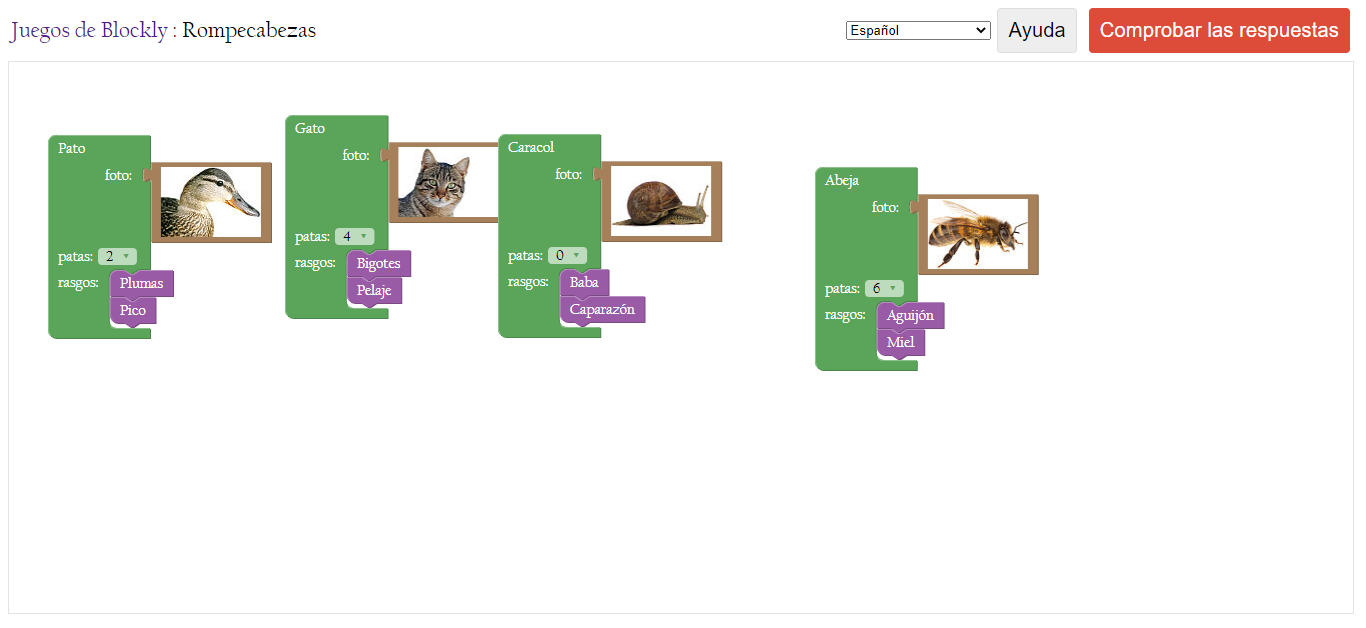 Juegos de Blockly : Rompecabezas
Español
Ayuda
Comprobar las respuestas
Pato
foto:
patas: 2
rasgos: Plumas
Pico
Gato
foto:
patas: 4
rasgos: Bigotes
Pelaje
Caracol
foto:
patas: 0
rasgos: Baba
Caparazón
Abeja
foto:
patas: 6
rasgos: Aguijón
Miel